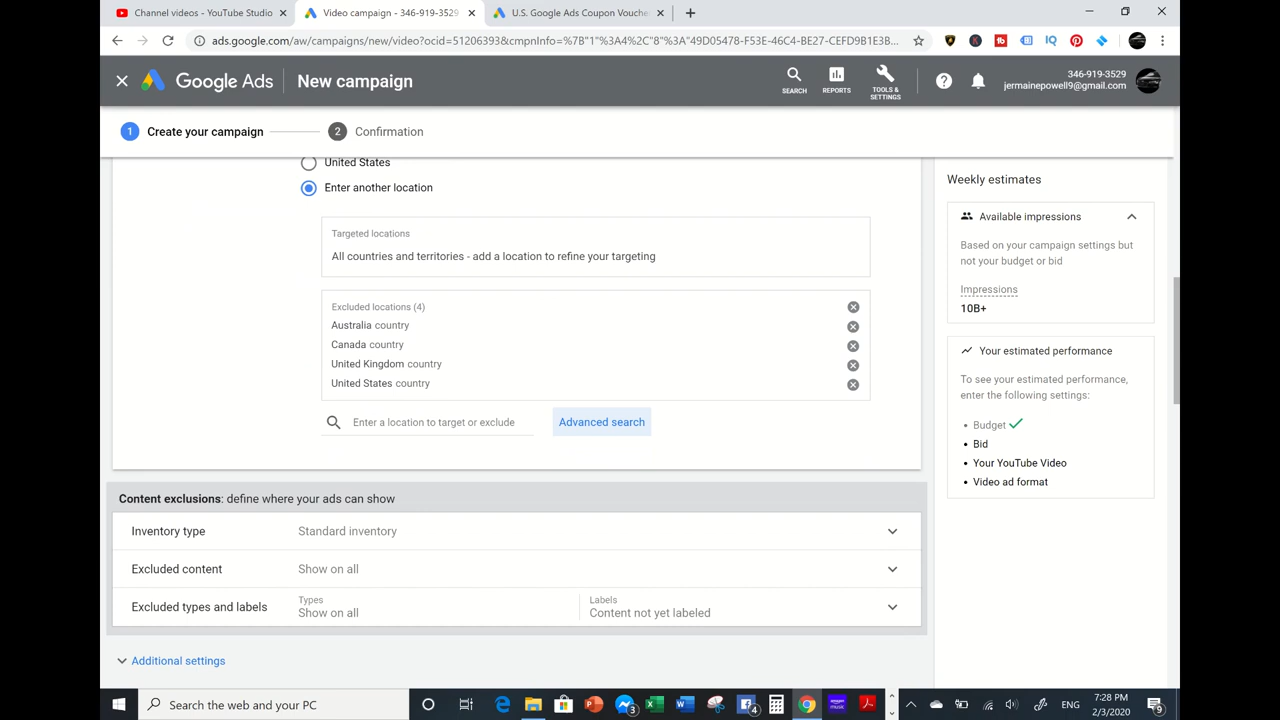 Channel videos - YouTube Studio
Video campaign - 346-919-3529
U.S. Google Ads Coupon Vouche
ads.google.com/aw/campaigns/new/video?ocid=51206393&cmpnInfo=%7B"1"%3A4%2C"8"%3A"49D05478-F53E-46C4-BE27-CEFD9B1E3B...
Google Ads
New campaign
SEARCH
REPORTS
TOOLS &
SETTINGS
346-919-3529
jermainepowell9@gmail.com
1 Create your campaign
2 Confirmation
United States
Enter another location
Targeted locations
All countries and territories - add a location to refine your targeting
Excluded locations (4)
Australia country
Canada country
United Kingdom country
United States country
Enter a location to target or exclude
Advanced search
Content exclusions: define where your ads can show
Inventory type
Standard inventory
Excluded content
Show on all
Excluded types and labels
Types
Show on all
Labels
Content not yet labeled
Additional settings
Weekly estimates
Available impressions
Based on your campaign settings but
not your budget or bid
Impressions
10B+
Your estimated performance
To see your estimated performance,
enter the following settings:
• Budget
• Bid
• Your YouTube Video
• Video ad format
Search the web and your PC
3
4
amazon
music
ENG
7:28 PM
2/3/2020
9